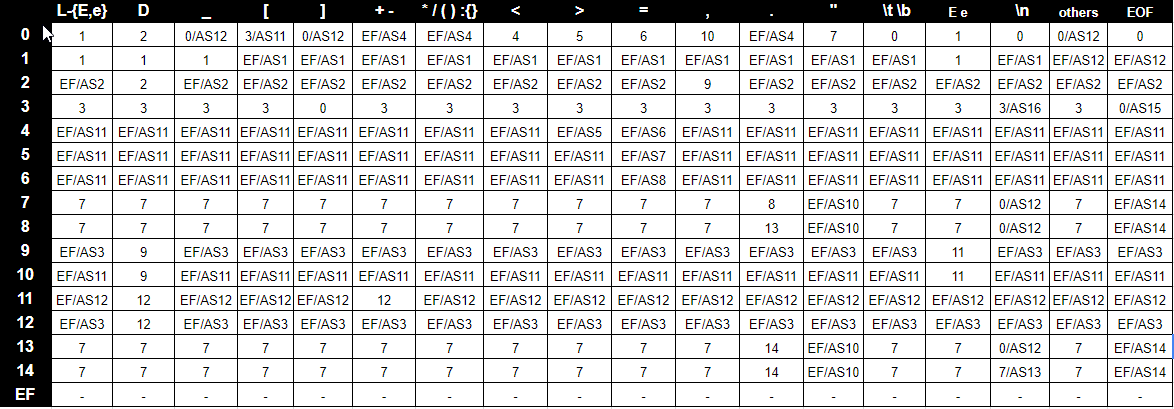 L-{E,e} D _ [ ] + - * / ( ) :{} < > = , . " \t \b E e \n others EOF
0 1 2 0/AS12 3/AS11 0/AS12 EF/AS4 EF/AS4 4 5 6 10 EF/AS4 7 0 1 0 0/AS12 0
1 1 1 1 EF/AS1 EF/AS1 EF/AS1 EF/AS1 EF/AS1 EF/AS1 EF/AS1 EF/AS1 EF/AS1 EF/AS1 EF/AS1 1 EF/AS1 EF/AS12 EF/AS12
2 EF/AS2 2 EF/AS2 EF/AS2 EF/AS2 EF/AS2 EF/AS2 EF/AS2 EF/AS2 EF/AS2 9 EF/AS2 EF/AS2 EF/AS2 EF/AS2 EF/AS2 EF/AS2 EF/AS2
3 3 3 3 3 0 3 3 3 3 3 3 3 3 3 3 3/AS16 3 0/AS15
4 EF/AS11 EF/AS11 EF/AS11 EF/AS11 EF/AS11 EF/AS11 EF/AS11 EF/AS11 EF/AS5 EF/AS6 EF/AS11 EF/AS11 EF/AS11 EF/AS11 EF/AS11 EF/AS11 EF/AS11 EF/AS11
5 EF/AS11 EF/AS11 EF/AS11 EF/AS11 EF/AS11 EF/AS11 EF/AS11 EF/AS11 EF/AS11 EF/AS7 EF/AS11 EF/AS11 EF/AS11 EF/AS11 EF/AS11 EF/AS11 EF/AS11 EF/AS11
6 EF/AS11 EF/AS11 EF/AS11 EF/AS11 EF/AS11 EF/AS11 EF/AS11 EF/AS11 EF/AS11 EF/AS8 EF/AS11 EF/AS11 EF/AS11 EF/AS11 EF/AS11 EF/AS11 EF/AS11 EF/AS11
7 7 7 7 7 7 7 7 7 7 7 7 8 EF/AS10 7 7 0/AS12 7 EF/AS14
8 7 7 7 7 7 7 7 7 7 7 7 13 EF/AS10 7 7 0/AS12 7 EF/AS14
9 EF/AS3 9 EF/AS3 EF/AS3 EF/AS3 EF/AS3 EF/AS3 EF/AS3 EF/AS3 EF/AS3 EF/AS3 EF/AS3 EF/AS3 EF/AS3 11 EF/AS3 EF/AS3 EF/AS3
10 EF/AS11 9 EF/AS11 EF/AS11 EF/AS11 EF/AS11 EF/AS11 EF/AS11 EF/AS11 EF/AS11 EF/AS11 EF/AS11 EF/AS11 EF/AS11 11 EF/AS11 EF/AS11 EF/AS11
11 EF/AS12 12 EF/AS12 EF/AS12 EF/AS12 12 EF/AS12 EF/AS12 EF/AS12 EF/AS12 EF/AS12 EF/AS12 EF/AS12 EF/AS12 EF/AS12 EF/AS12 EF/AS12 EF/AS12
12 EF/AS3 12 EF/AS3 EF/AS3 EF/AS3 EF/AS3 EF/AS3 EF/AS3 EF/AS3 EF/AS3 EF/AS3 EF/AS3 EF/AS3 EF/AS3 EF/AS3 EF/AS3 EF/AS3 EF/AS3
13 7 7 7 7 7 7 7 7 7 7 7 14 EF/AS10 7 7 0/AS12 7 EF/AS14
14 7 7 7 7 7 7 7 7 7 7 7 14 EF/AS10 7 7 7/AS13 7 EF/AS14
EF - - - - - - - - - - - - - - - - - -